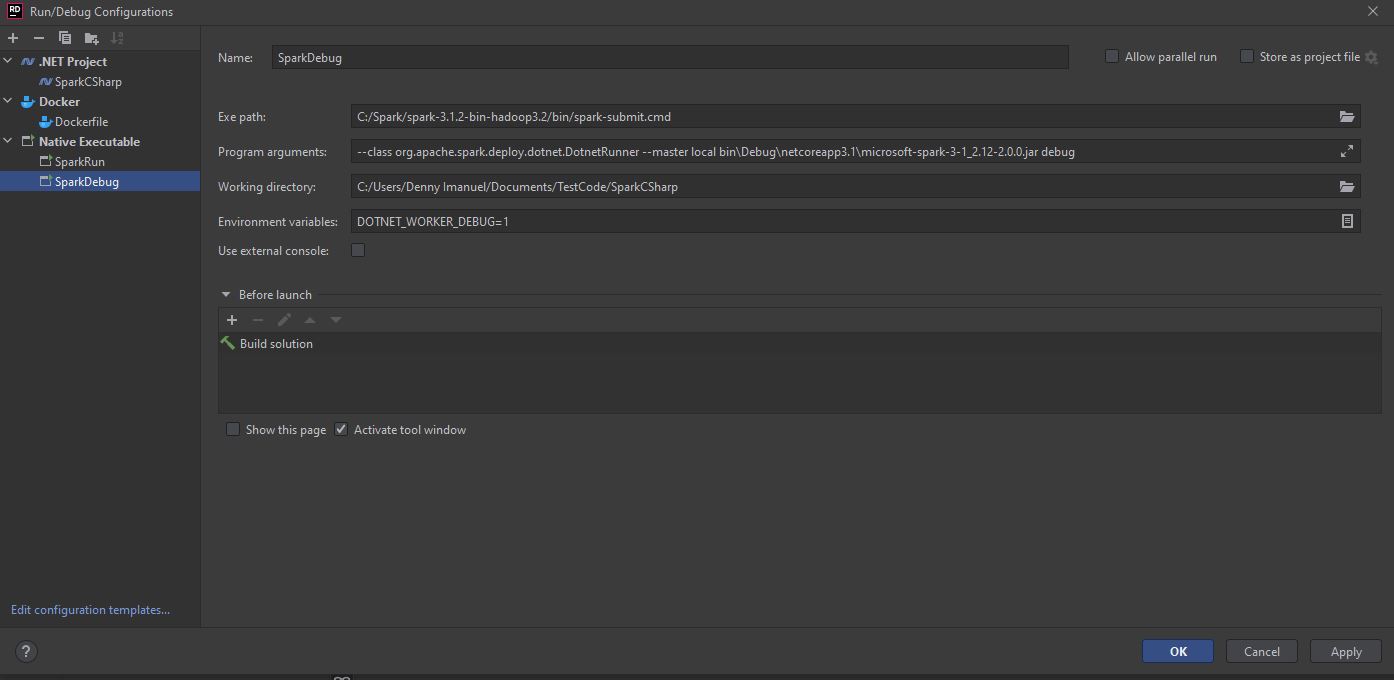 RD Run/Debug Configurations
.NET Project
SparkCSharp
Docker
Dockerfile
Native Executable
SparkRun
SparkDebug
Edit configuration templates...
Name: SparkDebug
Allow parallel run
Store as project file
Exe path: C:/Spark/spark-3.1.2-bin-hadoop3.2/bin/spark-submit.cmd
Program arguments: --class org.apache.spark.deploy.dotnet.DotnetRunner --master local bin\Debug\netcoreapp3.1\microsoft-spark-3-1_2.12-2.0.0.jar debug
Working directory: C:/Users/Denny Imanuel/Documents/TestCode/SparkCSharp
Environment variables: DOTNET_WORKER_DEBUG=1
Use external console:
Before launch
Build solution
Show this page
Activate tool window
?
OK
Cancel
Apply